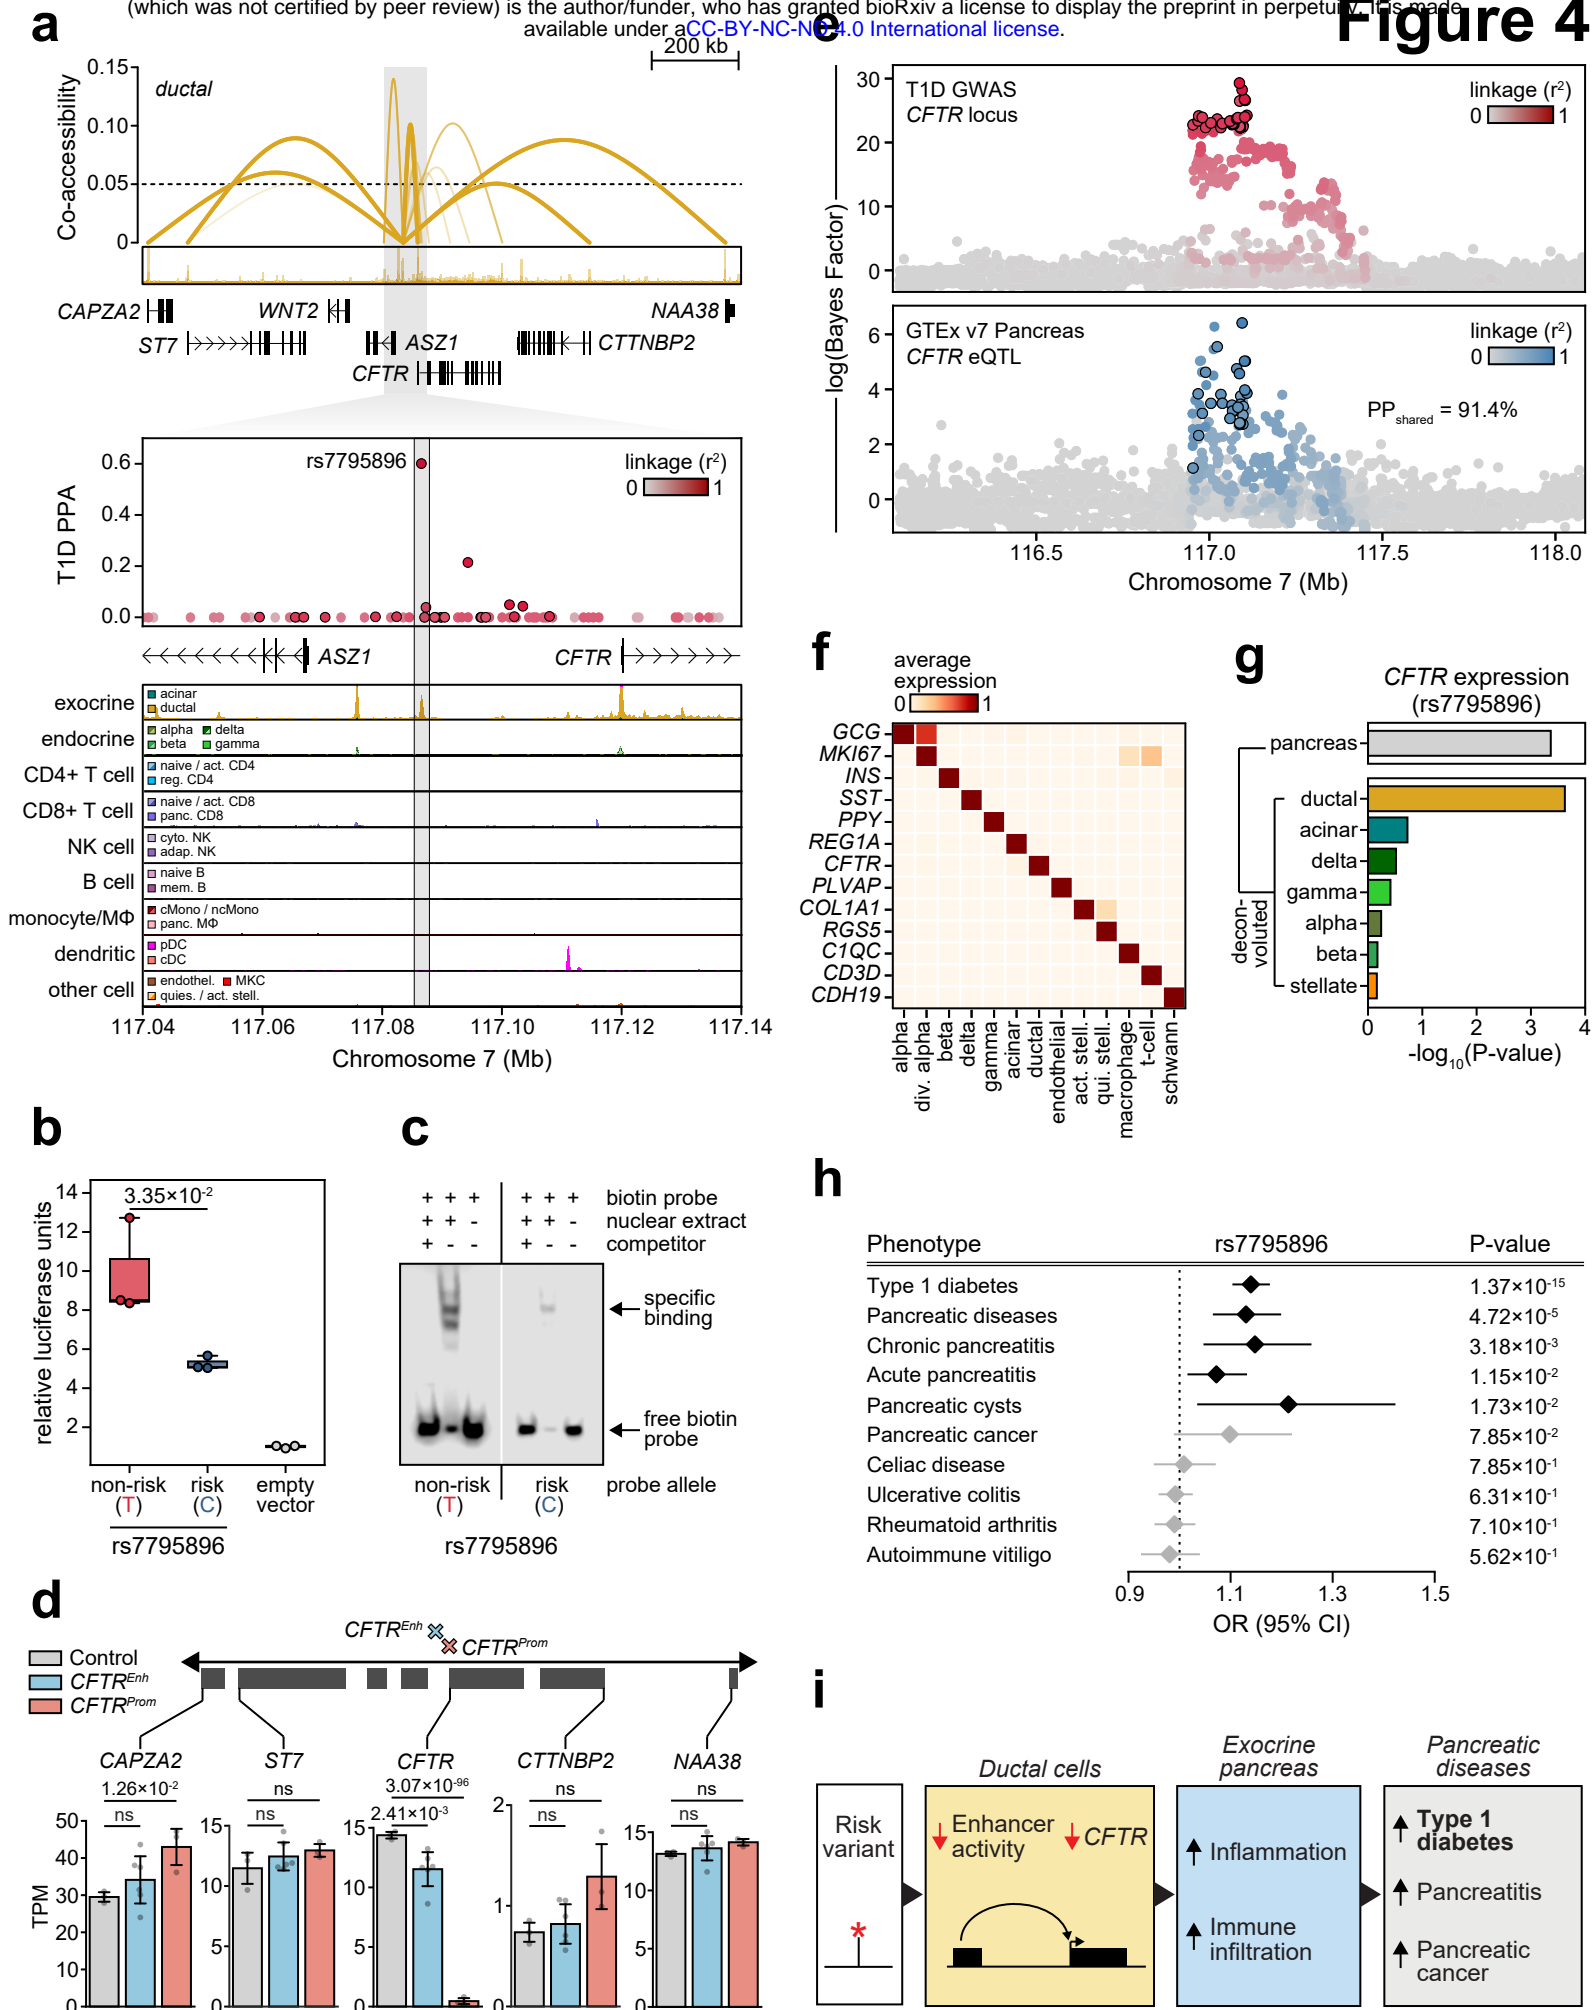 (which was not certified by peer review) is the author/funder, who has granted bioRxiv a license to display the preprint in perpetuity. It is made
available under aCC-BY-NC-ND 4.0 International license.
Figure 4
a
200 kb
ductal
Co-accessibility
0.15
0.10
0.05
0
CAPZA2
WNT2
NAA38
ST7
ASZ1
CTTNBP2
CFTR
T1D PPA
0.6
0.4
0.2
0.0
rs7795896
linkage (r²)
0 1
ASZ1
CFTR
exocrine
acinar
ductal
endocrine
alpha delta
beta gamma
CD4+ T cell
naive / act. CD4
reg. CD4
CD8+ T cell
naive / act. CD8
panc. CD8
NK cell
cyto. NK
adap. NK
B cell
naive B
mem. B
monocyte/MΦ
cMono / ncMono
panc. MΦ
dendritic
pDC
cDC
other cell
endothel. MKC
quies. / act. stell.
117.04 117.06 117.08 117.10 117.12 117.14
Chromosome 7 (Mb)
b
relative luciferase units
14
12
10
8
6
4
2
3.35×10⁻²
non-risk (T)
risk (C)
empty vector
rs7795896
c
+ + + + + + biotin probe
+ + - + + - nuclear extract
+ - - + - - competitor
specific binding
free biotin probe
non-risk (T)
risk (C)
probe allele
rs7795896
d
Control
CFTR^Enh
CFTR^Prom
CFTR^Enh
CFTR^Prom
CAPZA2
ST7
CFTR
CTTNBP2
NAA38
TPM
1.26×10⁻²
ns
50
40
30
20
10
0
ns
ns
15
10
5
0
3.07×10⁻⁹⁶
2.41×10⁻³
15
10
5
0
ns
ns
2
1
0
ns
ns
15
10
5
0
e
log(Bayes Factor)
T1D GWAS
CFTR locus
linkage (r²)
0 1
30
20
10
0
GTEx v7 Pancreas
CFTR eQTL
linkage (r²)
0 1
PPshared = 91.4%
6
4
2
0
116.5 117.0 117.5 118.0
Chromosome 7 (Mb)
f
average
expression
0 1
GCG
MKI67
INS
SST
PPY
REG1A
CFTR
PLVAP
COL1A1
RGS5
C1QC
CD3D
CDH19
alpha
div. alpha
beta
delta
gamma
acinar
ductal
endothelial
act. stell.
qui. stell.
macrophage
t-cell
schwann
g
CFTR expression
(rs7795896)
pancreas
decon-
voluted
ductal
acinar
delta
gamma
alpha
beta
stellate
0 1 2 3 4
-log₁₀(P-value)
h
Phenotype rs7795896 P-value
Type 1 diabetes 1.37×10⁻¹⁵
Pancreatic diseases 4.72×10⁻⁵
Chronic pancreatitis 3.18×10⁻³
Acute pancreatitis 1.15×10⁻²
Pancreatic cysts 1.73×10⁻²
Pancreatic cancer 7.85×10⁻²
Celiac disease 7.85×10⁻¹
Ulcerative colitis 6.31×10⁻¹
Rheumatoid arthritis 7.10×10⁻¹
Autoimmune vitiligo 5.62×10⁻¹
0.9 1.1 1.3 1.5
OR (95% CI)
i
Risk
variant
*
Ductal cells
Enhancer
activity
CFTR
Exocrine
pancreas
Inflammation
Immune
infiltration
Pancreatic
diseases
Type 1
diabetes
Pancreatitis
Pancreatic
cancer